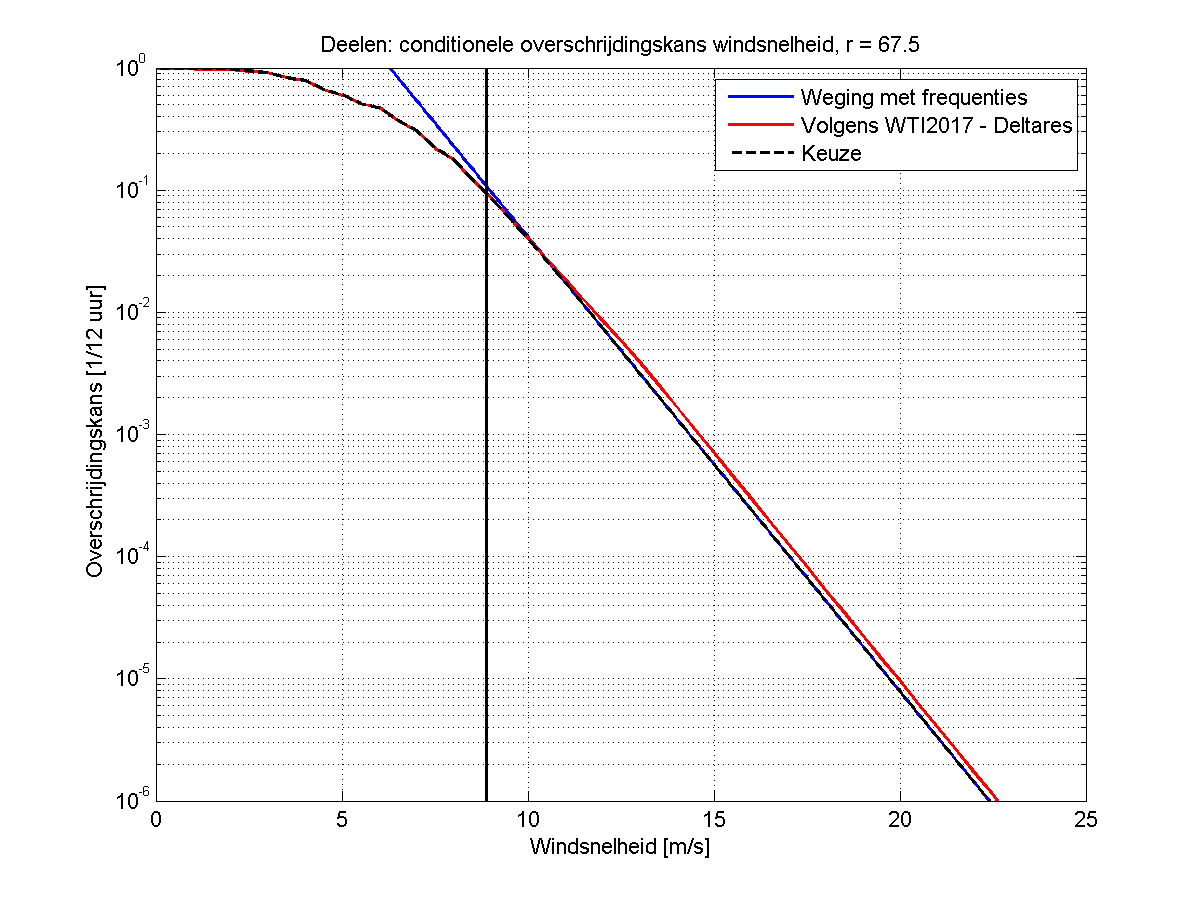 Deelen: conditionele overschrijdingskans windsnelheid, r = 67.5
Weging met frequenties
Volgens WTI2017 - Deltares
Keuze
Overschrijdingskans [1/12 uur]
10^0
10^-1
10^-2
10^-3
10^-4
10^-5
10^-6
0 5 10 15 20 25
Windsnelheid [m/s]